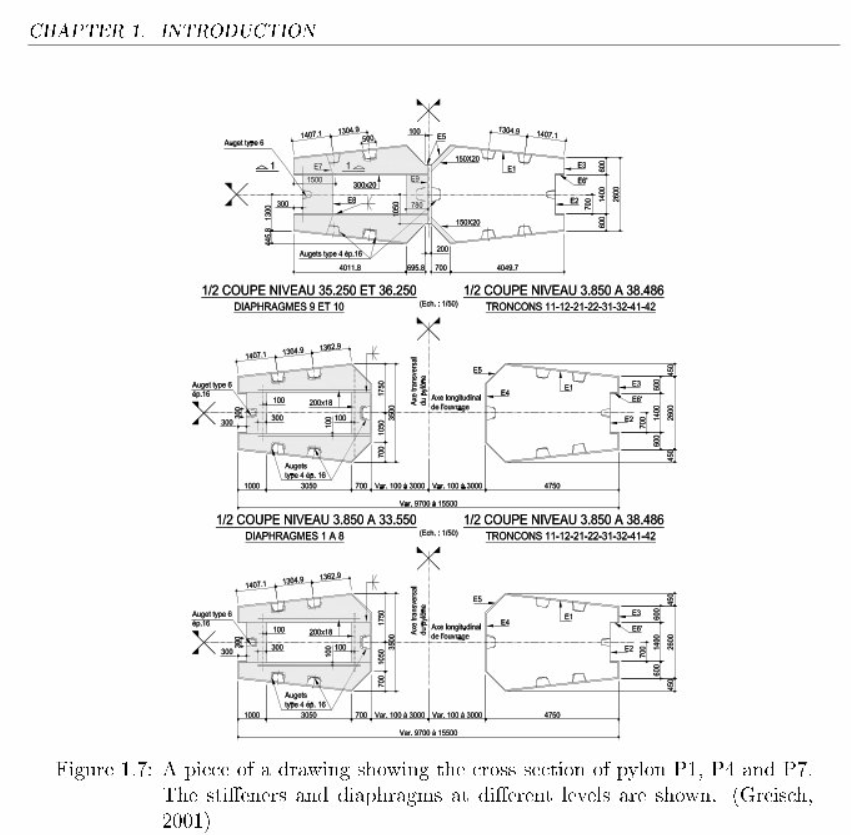 CHAPTER 1. INTRODUCTION
100
1407.1 1304.9 500 E5 1304.9 1407.1
Auget type 6
150X20
E7 E1 E3
1 1 E9 E6'
600
1500 300x20
2600
1400
700
300 E8 780 E2
1050
1300
150X20
600
446.8
Augets type 4 ép.16
200
4011.8 695.8 700 4049.7
1/2 COUPE NIVEAU 35.250 ET 36.250 1/2 COUPE NIVEAU 3.850 A 38.486
DIAPHRAGMES 9 ET 10 (Ech. : 1/50) TRONCONS 11-12-21-22-31-32-41-42
1407.1 1304.9 1362.9
Auget type 6
ép.16
Axe transversal
du pylône
Axe longitudinal
de l'ouvrage
E5 E4 E1 E3 E6' E2
450
600
1400
700
2600
600
450
1750
3500
1050
700
100 200x18
300 300 100 100
Augets
type 4 ép. 16
1000 3050 700 Var. 100 à 3000 Var. 100 à 3000 4750
Var. 9700 à 15500
1/2 COUPE NIVEAU 3.850 A 33.550 1/2 COUPE NIVEAU 3.850 A 38.486
DIAPHRAGMES 1 A 8 (Ech. : 1/50) TRONCONS 11-12-21-22-31-32-41-42
1407.1 1304.9 1362.9
Auget type 6
ép.16
Axe transversal
du pylône
Axe longitudinal
de l'ouvrage
E5 E4 E1 E3 E6' E2
450
600
1400
700
2600
600
450
1750
3500
1050
700
100 200x18
300 300 100 100
Augets
type 4 ép. 16
1000 3050 700 Var. 100 à 3000 Var. 100 à 3000 4750
Var. 9700 à 15500
Figure 1.7: A piece of a drawing showing the cross section of pylon P1, P4 and P7.
The stiffeners and diaphragms at different levels are shown. (Greisch,
2001)